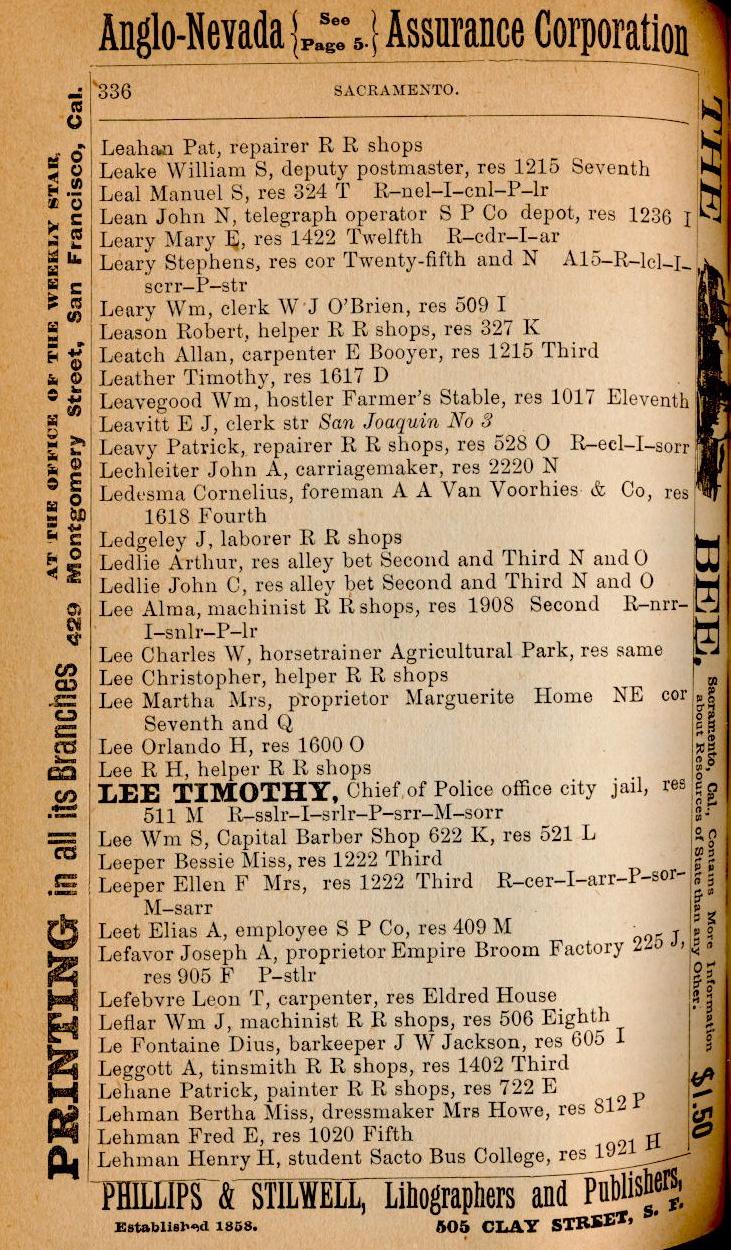 Anglo-Nevada { See Page 5. } Assurance Corporation
336 SACRAMENTO.
Leahan Pat, repairer R R shops
Leake William S, deputy postmaster, res 1215 Seventh
Leal Manuel S, res 324 T R–nel–I–cnl–P–lr
Lean John N, telegraph operator S P Co depot, res 1236 I
Leary Mary E, res 1422 Twelfth R–cdr–I–ar
Leary Stephens, res cor Twenty-fifth and N A15–R–lcl–I–
scrr–P–str
Leary Wm, clerk W J O'Brien, res 509 I
Leason Robert, helper R R shops, res 327 K
Leatch Allan, carpenter E Booyer, res 1215 Third
Leather Timothy, res 1617 D
Leavegood Wm, hostler Farmer's Stable, res 1017 Eleventh
Leavitt E J, clerk str San Joaquin No 3
Leavy Patrick, repairer R R shops, res 528 O R–ecl–I–sorr
Lechleiter John A, carriagemaker, res 2220 N
Ledesma Cornelius, foreman A A Van Voorhies & Co, res
1618 Fourth
Ledgeley J, laborer R R shops
Ledlie Arthur, res alley bet Second and Third N and O
Ledlie John C, res alley bet Second and Third N and O
Lee Alma, machinist R R shops, res 1908 Second R–nrr–
I–snlr–P–lr
Lee Charles W, horsetrainer Agricultural Park, res same
Lee Christopher, helper R R shops
Lee Martha Mrs, proprietor Marguerite Home NE cor
Seventh and Q
Lee Orlando H, res 1600 O
Lee R H, helper R R shops
LEE TIMOTHY, Chief of Police office city jail, res
511 M R–sslr–I–srlr–P–srr–M–sorr
Lee Wm S, Capital Barber Shop 622 K, res 521 L
Leeper Bessie Miss, res 1222 Third
Leeper Ellen F Mrs, res 1222 Third R–cer–I–arr–P–sor–
M–sarr
Leet Elias A, employee S P Co, res 409 M
Lefavor Joseph A, proprietor Empire Broom Factory 225 J,
res 905 F P–stlr
Lefebvre Leon T, carpenter, res Eldred House
Leflar Wm J, machinist R R shops, res 506 Eighth
Le Fontaine Dius, barkeeper J W Jackson, res 605 I
Leggott A, tinsmith R R shops, res 1402 Third
Lehane Patrick, painter R R shops, res 722 E
Lehman Bertha Miss, dressmaker Mrs Howe, res 812 P
Lehman Fred E, res 1020 Fifth
Lehman Henry H, student Sacto Bus College, res 1921 H
PHILLIPS & STILWELL, Lihographers and Publishers,
Established 1858. 505 CLAY STREET, S. F.
PRINTING in all its Branches
AT THE OFFICE OF THE WEEKLY STAR,
429 Montgomery Street, San Francisco, Cal.
THE BEE,
Sacramento, Cal., Contains More Information
about Resources of State than any Other.
$1.50